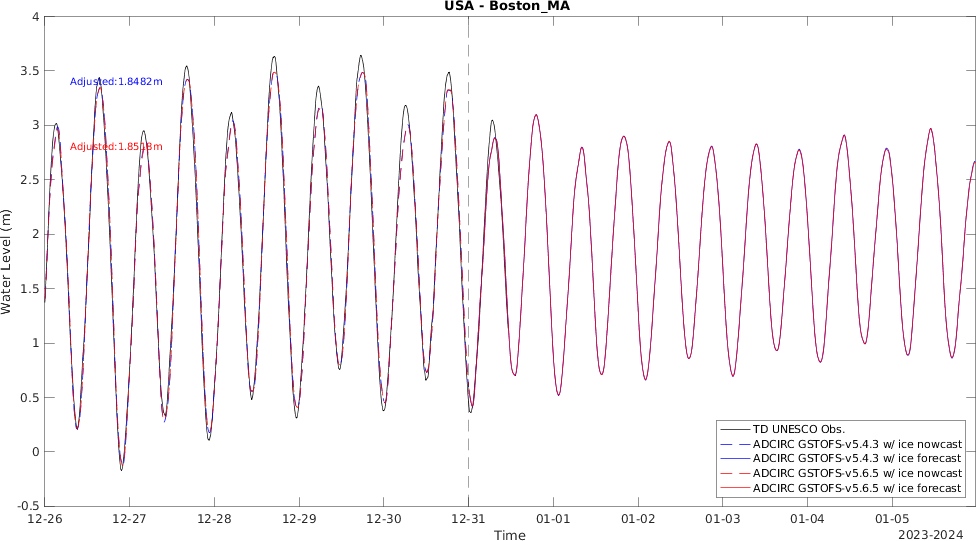 USA - Boston_MA
4
3.5
3
2.5
2
1.5
1
0.5
0
-0.5
Water Level (m)
Adjusted:1.8482m
12-26
12-27
12-28
12-29
12-30
12-31
01-01
01-02
01-03
01-04
01-05
Time
2023-2024
TD UNESCO Obs.
ADCIRC GSTOFS-v5.4.3 w/ ice nowcast
ADCIRC GSTOFS-v5.4.3 w/ ice forecast
ADCIRC GSTOFS-v5.6.5 w/ ice nowcast
ADCIRC GSTOFS-v5.6.5 w/ ice forecast